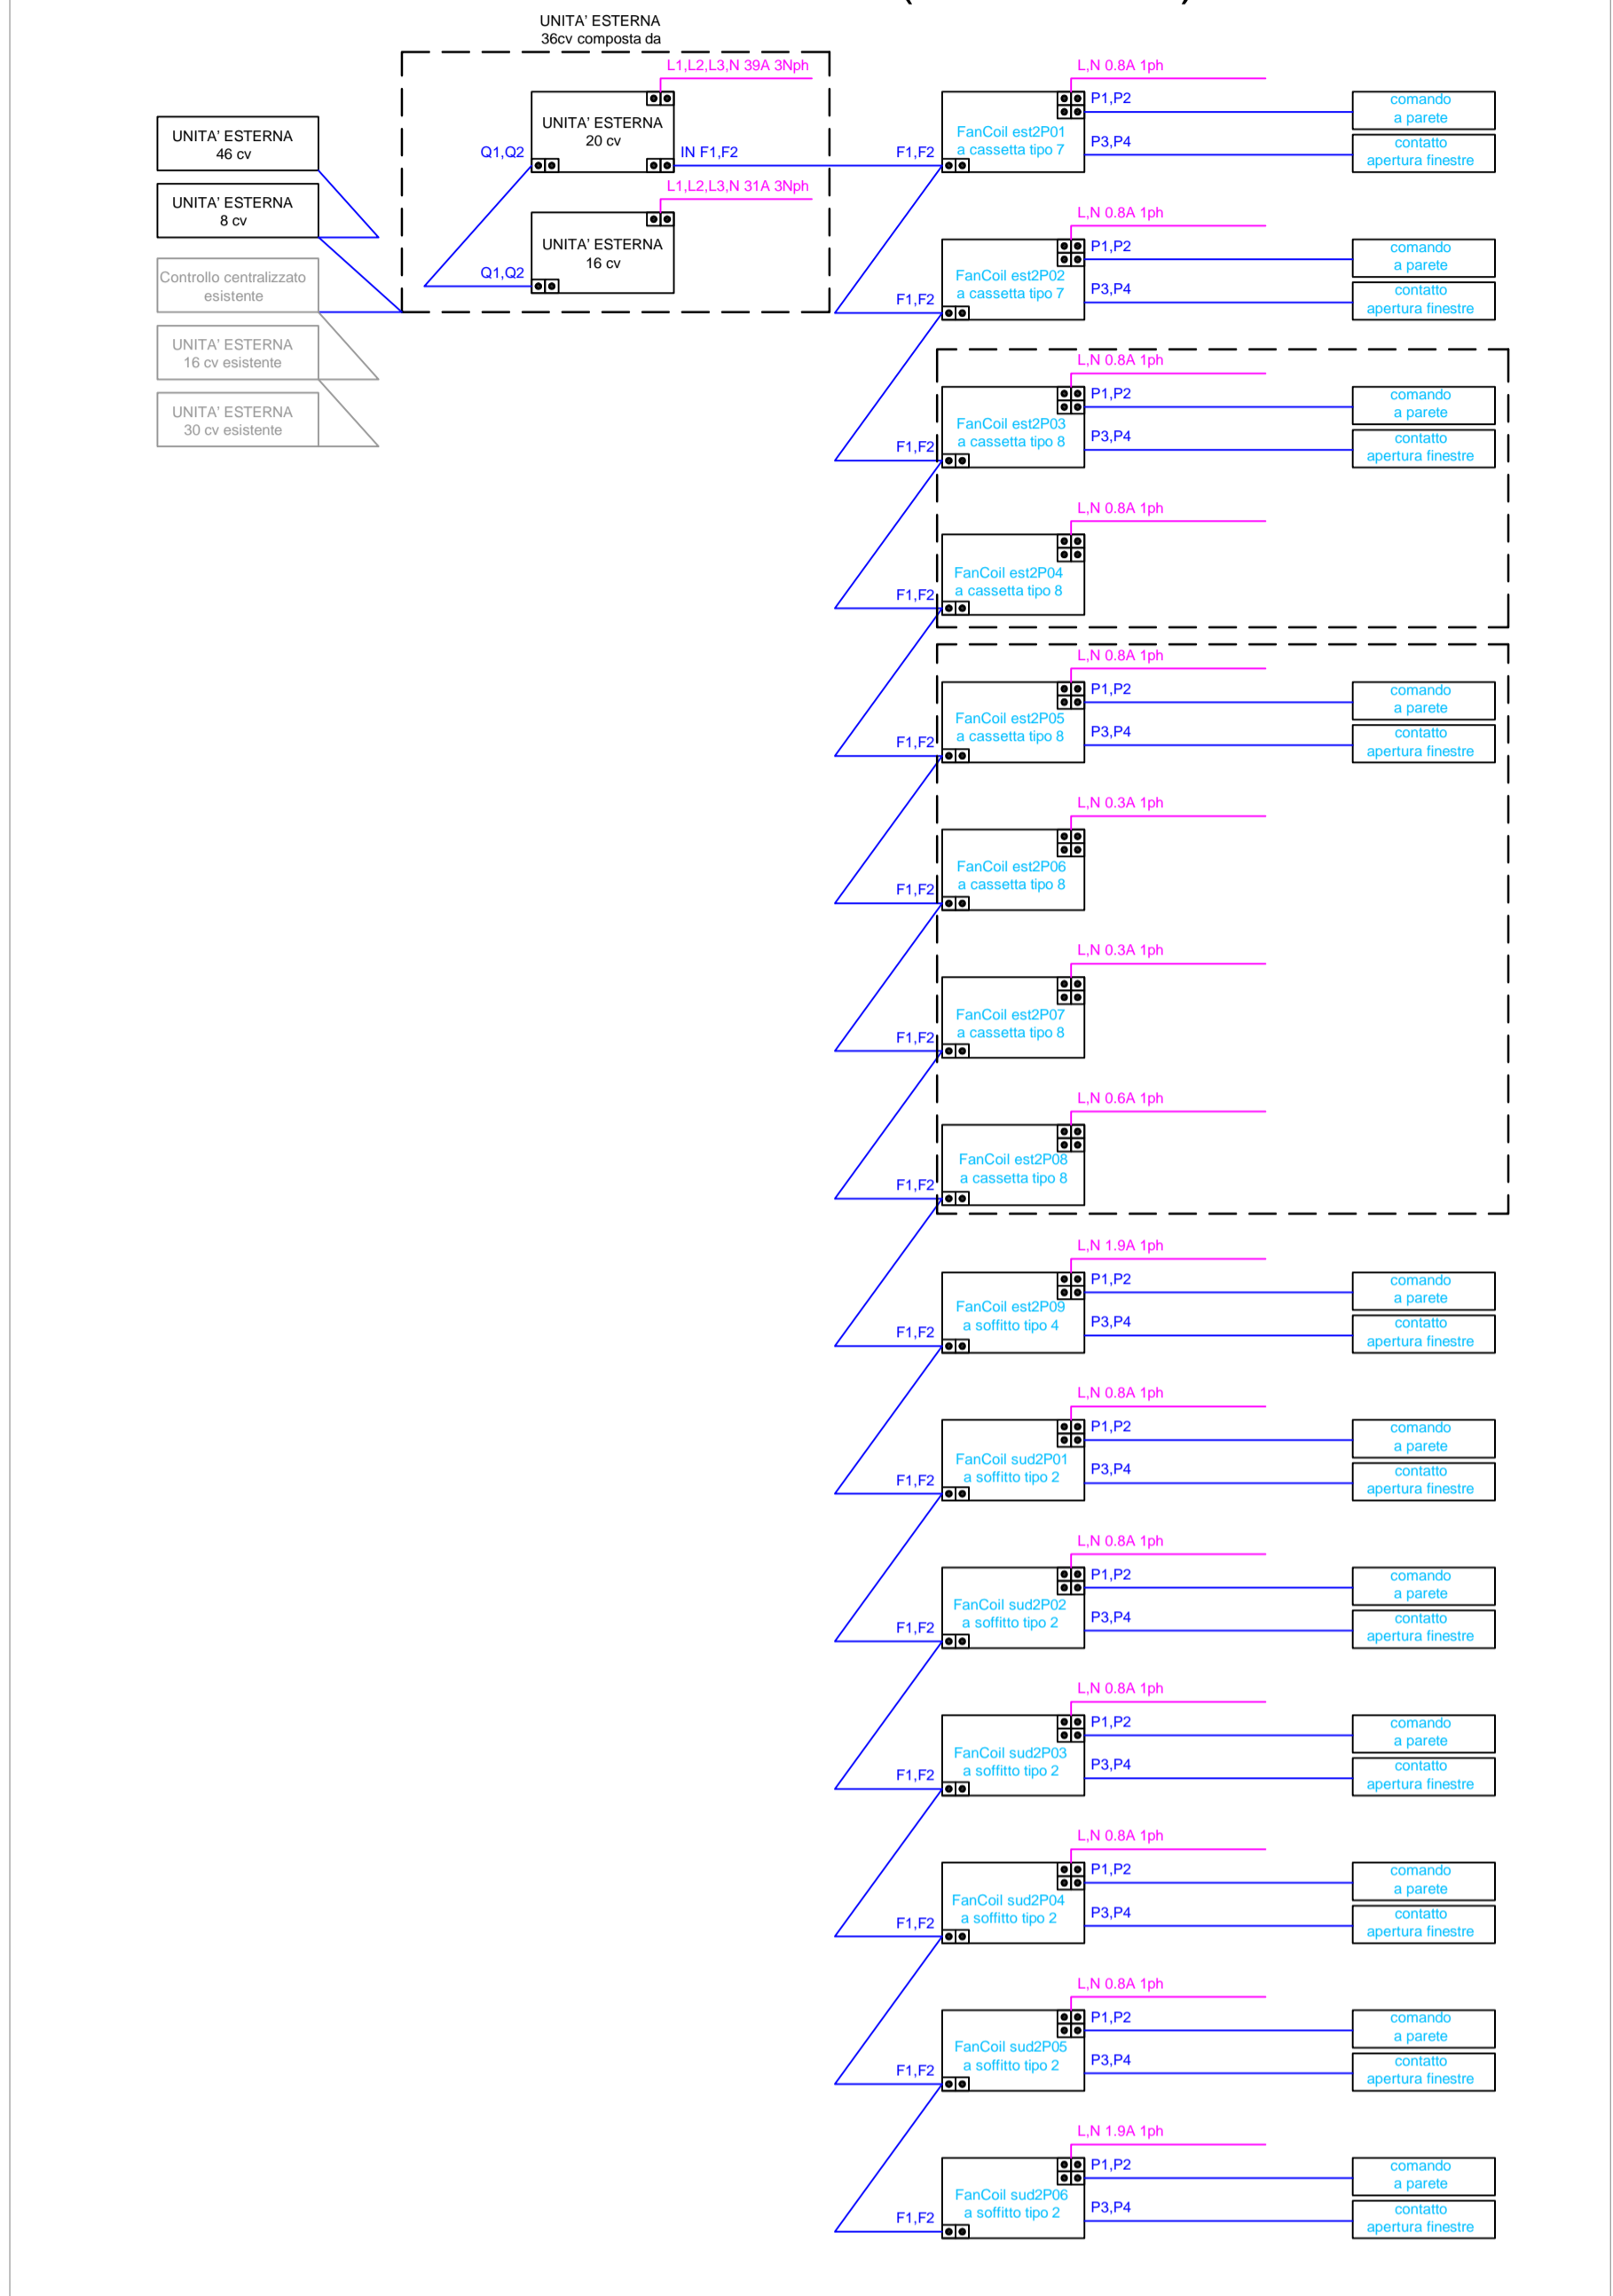 UNITA' ESTERNA
36cv composta da
L1,L2,L3,N 39A 3Nph
UNITA' ESTERNA
20 cv
Q1,Q2
IN F1,F2
L1,L2,L3,N 31A 3Nph
UNITA' ESTERNA
16 cv
Q1,Q2
UNITA' ESTERNA
46 cv
UNITA' ESTERNA
8 cv
Controllo centralizzato
esistente
UNITA' ESTERNA
16 cv esistente
UNITA' ESTERNA
30 cv esistente
L,N 0.8A 1ph
P1,P2
comando
a parete
FanCoil est2P01
a cassetta tipo 7
P3,P4
contatto
apertura finestre
F1,F2
L,N 0.8A 1ph
P1,P2
comando
a parete
FanCoil est2P02
a cassetta tipo 7
P3,P4
contatto
apertura finestre
F1,F2
L,N 0.8A 1ph
P1,P2
comando
a parete
FanCoil est2P03
a cassetta tipo 8
P3,P4
contatto
apertura finestre
F1,F2
L,N 0.8A 1ph
FanCoil est2P04
a cassetta tipo 8
F1,F2
L,N 0.8A 1ph
P1,P2
comando
a parete
FanCoil est2P05
a cassetta tipo 8
P3,P4
contatto
apertura finestre
F1,F2
L,N 0.3A 1ph
FanCoil est2P06
a cassetta tipo 8
F1,F2
L,N 0.3A 1ph
FanCoil est2P07
a cassetta tipo 8
F1,F2
L,N 0.6A 1ph
FanCoil est2P08
a cassetta tipo 8
F1,F2
L,N 1.9A 1ph
P1,P2
comando
a parete
FanCoil est2P09
a soffitto tipo 4
P3,P4
contatto
apertura finestre
F1,F2
L,N 0.8A 1ph
P1,P2
comando
a parete
FanCoil sud2P01
a soffitto tipo 2
P3,P4
contatto
apertura finestre
F1,F2
L,N 0.8A 1ph
P1,P2
comando
a parete
FanCoil sud2P02
a soffitto tipo 2
P3,P4
contatto
apertura finestre
F1,F2
L,N 0.8A 1ph
P1,P2
comando
a parete
FanCoil sud2P03
a soffitto tipo 2
P3,P4
contatto
apertura finestre
F1,F2
L,N 0.8A 1ph
P1,P2
comando
a parete
FanCoil sud2P04
a soffitto tipo 2
P3,P4
contatto
apertura finestre
F1,F2
L,N 0.8A 1ph
P1,P2
comando
a parete
FanCoil sud2P05
a soffitto tipo 2
P3,P4
contatto
apertura finestre
F1,F2
L,N 1.9A 1ph
P1,P2
comando
a parete
FanCoil sud2P06
a soffitto tipo 2
P3,P4
contatto
apertura finestre
F1,F2